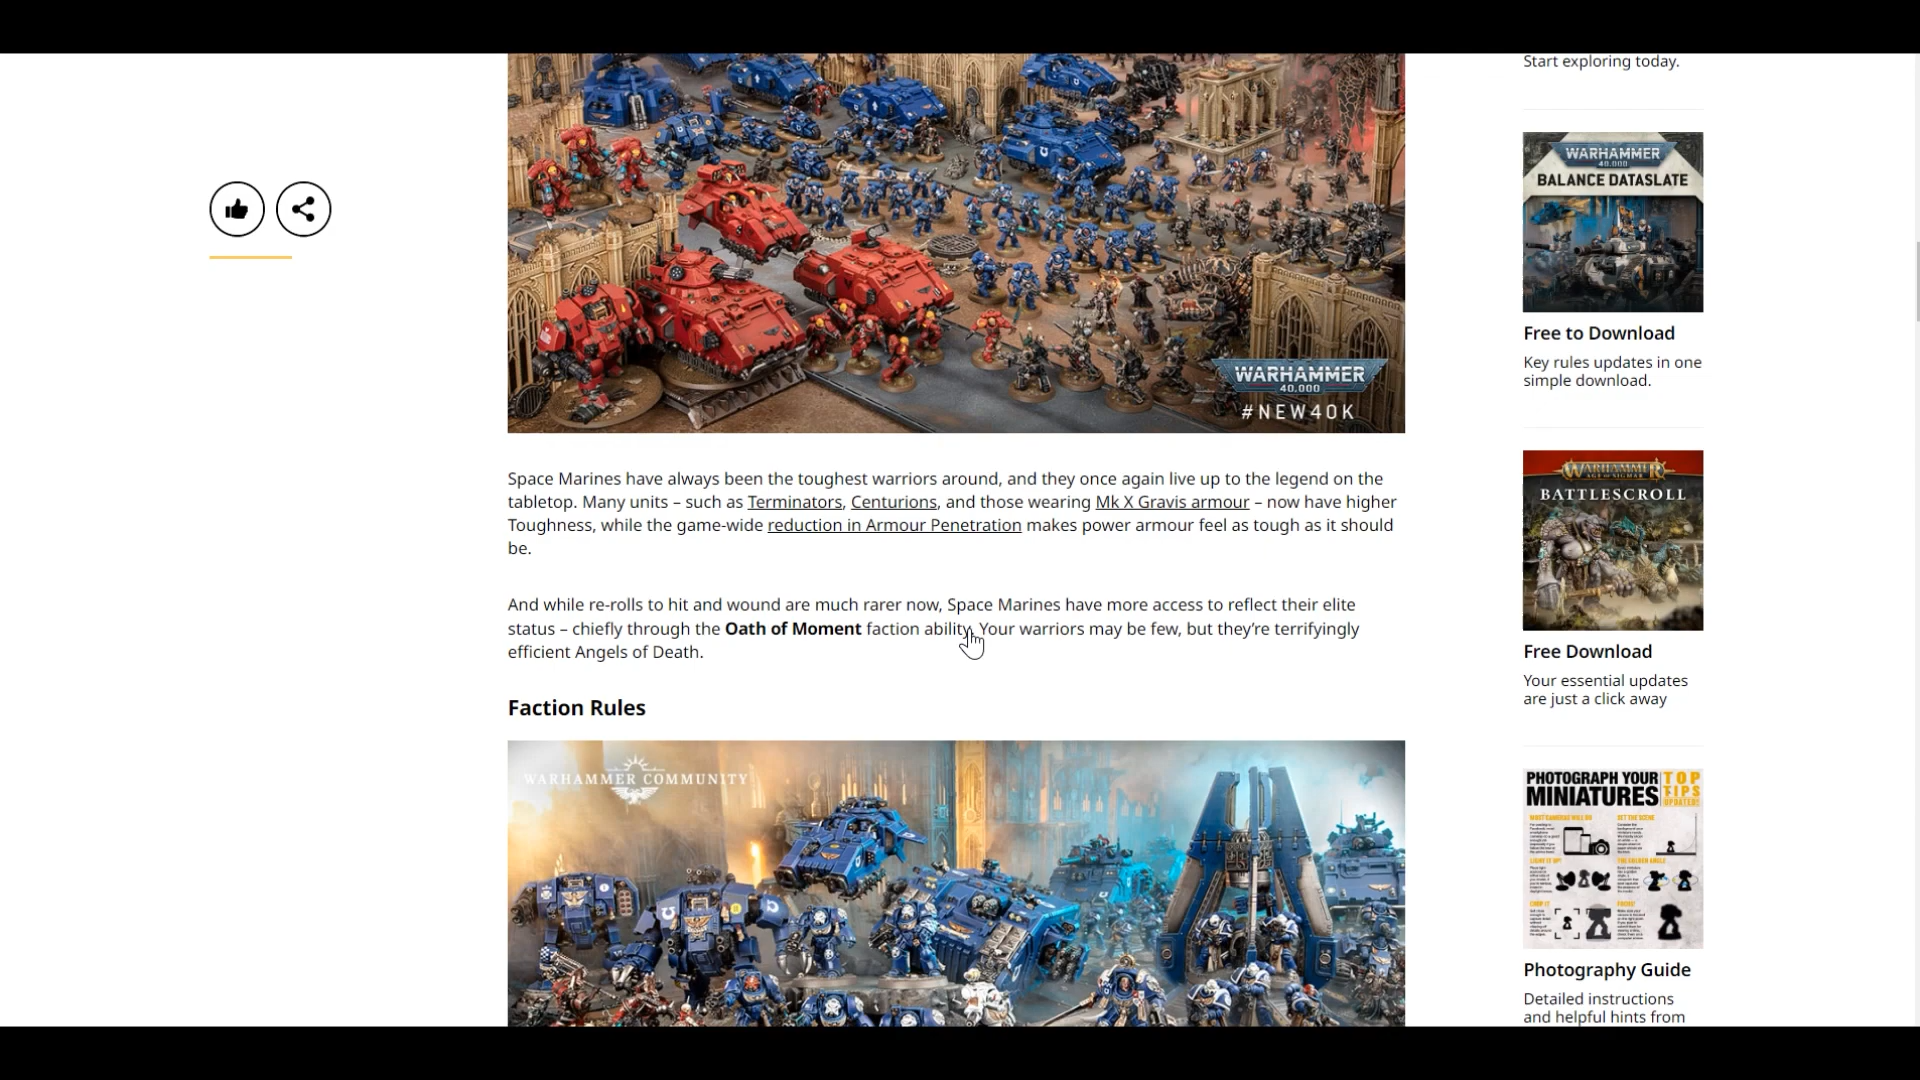 WARHAMMER
40,000
#NEW40K
Space Marines have always been the toughest warriors around, and they once again live up to the legend on the
tabletop. Many units – such as Terminators, Centurions, and those wearing Mk X Gravis armour – now have higher
Toughness, while the game-wide reduction in Armour Penetration makes power armour feel as tough as it should
be.
And while re-rolls to hit and wound are much rarer now, Space Marines have more access to reflect their elite
status – chiefly through the Oath of Moment faction ability. Your warriors may be few, but they’re terrifyingly
efficient Angels of Death.
Faction Rules
WARHAMMER COMMUNITY
Start exploring today.
WARHAMMER
40,000
BALANCE DATASLATE
Free to Download
Key rules updates in one
simple download.
WARHAMMER
AGE OF SIGMAR
BATTLESCROLL
Free Download
Your essential updates
are just a click away
PHOTOGRAPH YOUR
MINIATURES
TOP
TIPS
UPDATED!
Photography Guide
Detailed instructions
and helpful hints from